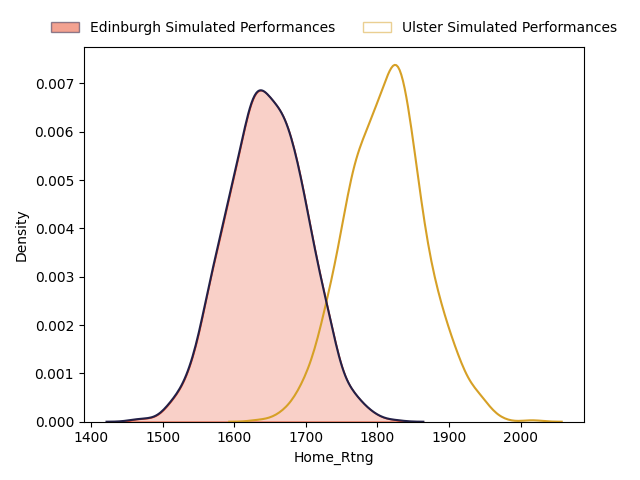 Edinburgh Simulated Performances Ulster Simulated Performances
0.007
0.006
0.005
0.004
0.003
0.002
0.001
0.000
Density
1400 1500 1600 1700 1800 1900 2000
Home_Rtng